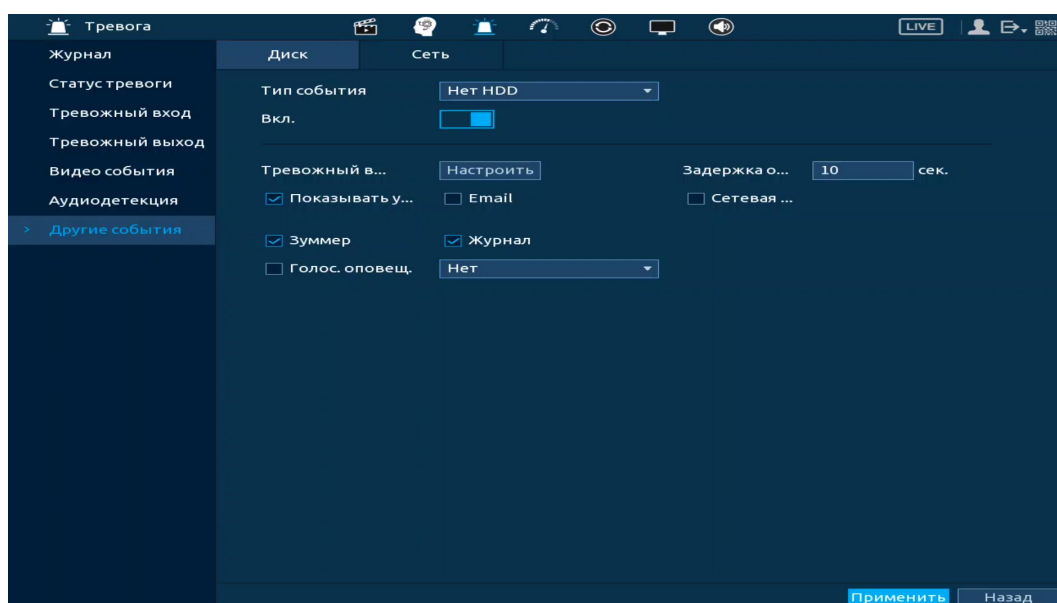 Тревога
LIVE
Журнал
Статус тревоги
Тревожный вход
Тревожный выход
Видео события
Аудиодетекция
> Другие события
Диск Сеть
Тип события Нет HDD
Вкл.
Тревожный в... Настроить Задержка о... 10 сек.
Показывать у... Email Сетевая ...
Зуммер Журнал
Голос. оповещ. Нет
Применить Назад